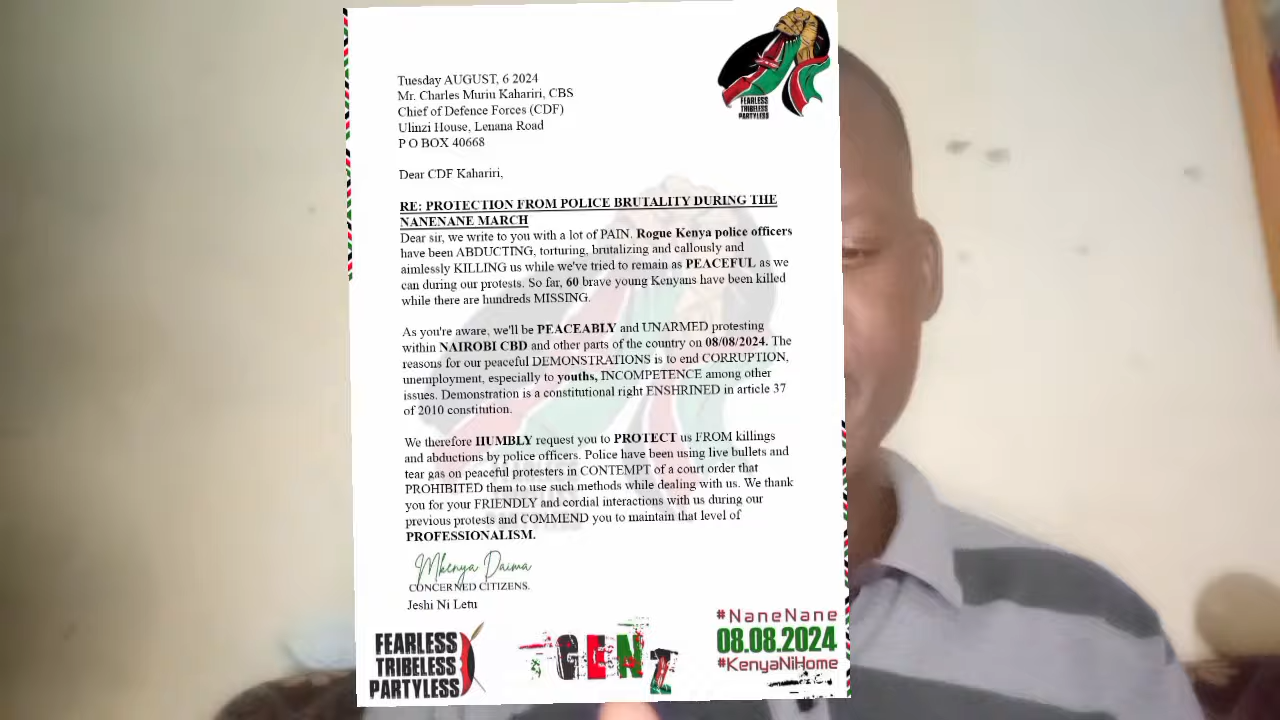 FEARLESS
TRIBELESS
PARTYLESS
Tuesday AUGUST, 6 2024
Mr. Charles Muriu Kahariri, CBS
Chief of Defence Forces (CDF)
Ulinzi House, Lenana Road
P O BOX 40668
Dear CDF Kahariri,
RE: PROTECTION FROM POLICE BRUTALITY DURING THE
NANENANE MARCH
Dear sir, we write to you with a lot of PAIN. Rogue Kenya police officers
have been ABDUCTING, torturing, brutalizing and callously and
aimlessly KILLING us while we've tried to remain as PEACEFUL as we
can during our protests. So far, 60 brave young Kenyans have been killed
while there are hundreds MISSING.
As you're aware, we'll be PEACEABLY and UNARMED protesting
within NAIROBI CBD and other parts of the country on 08/08/2024. The
reasons for our peaceful DEMONSTRATIONS is to end CORRUPTION,
unemployment, especially to youths, INCOMPETENCE among other
issues. Demonstration is a constitutional right ENSHRINED in article 37
of 2010 constitution.
We therefore HUMBLY request you to PROTECT us FROM killings
and abductions by police officers. Police have been using live bullets and
tear gas on peaceful protesters in CONTEMPT of a court order that
PROHIBITED them to use such methods while dealing with us. We thank
you for your FRIENDLY and cordial interactions with us during our
previous protests and COMMEND you to maintain that level of
PROFESSIONALISM.
Mkenya Daima
CONCERNED CITIZENS.
Jeshi Ni Letu
FEARLESS
TRIBELESS
PARTYLESS
GEN Z
#NaneNane
08.08.2024
#KenyaNiHome